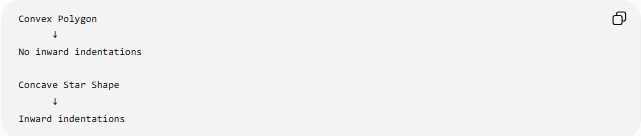 Convex Polygon
↓
No inward indentations
Concave Star Shape
↓
Inward indentations